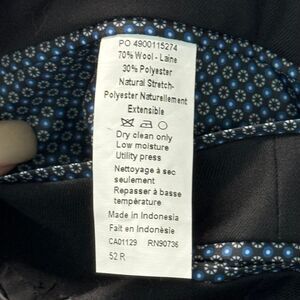 PO 4900115274
70% Wool - Laine
30% Polyester
Natural Stretch-
Polyester Naturellement
Extensible
Dry clean only
Low moisture
Utility press
Nettoyage à sec
seulement
Repasser à basse
température
Made in Indonesia
Fait en Indonèsie
CA01129 RN90736
52 R